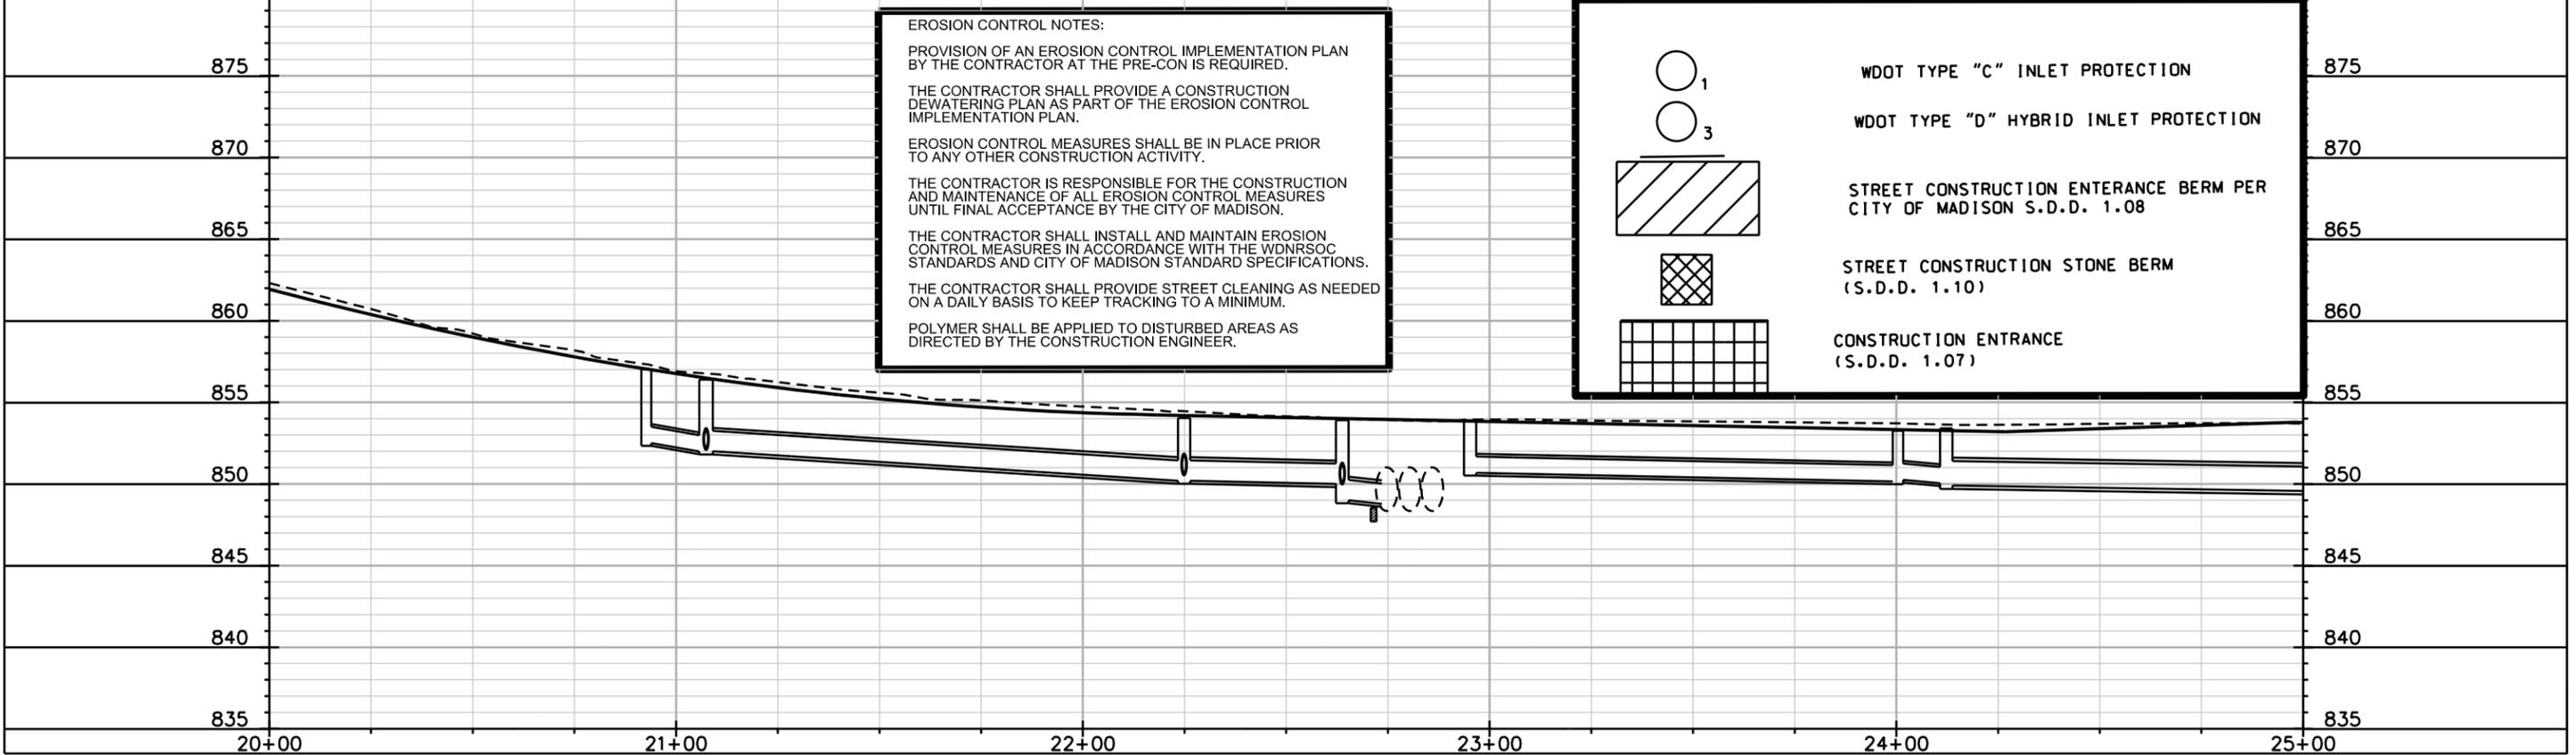 EROSION CONTROL NOTES:
PROVISION OF AN EROSION CONTROL IMPLEMENTATION PLAN
BY THE CONTRACTOR AT THE PRE-CON IS REQUIRED.
THE CONTRACTOR SHALL PROVIDE A CONSTRUCTION
DEWATERING PLAN AS PART OF THE EROSION CONTROL
IMPLEMENTATION PLAN.
EROSION CONTROL MEASURES SHALL BE IN PLACE PRIOR
TO ANY OTHER CONSTRUCTION ACTIVITY.
THE CONTRACTOR IS RESPONSIBLE FOR THE CONSTRUCTION
AND MAINTENANCE OF ALL EROSION CONTROL MEASURES
UNTIL FINAL ACCEPTANCE BY THE CITY OF MADISON.
THE CONTRACTOR SHALL INSTALL AND MAINTAIN EROSION
CONTROL MEASURES IN ACCORDANCE WITH THE WDNRSOC
STANDARDS AND CITY OF MADISON STANDARD SPECIFICATIONS.
THE CONTRACTOR SHALL PROVIDE STREET CLEANING AS NEEDED
ON A DAILY BASIS TO KEEP TRACKING TO A MINIMUM.
POLYMER SHALL BE APPLIED TO DISTURBED AREAS AS
DIRECTED BY THE CONSTRUCTION ENGINEER.
1 WDOT TYPE "C" INLET PROTECTION
3 WDOT TYPE "D" HYBRID INLET PROTECTION
STREET CONSTRUCTION ENTERANCE BERM PER
CITY OF MADISON S.D.D. 1.08
STREET CONSTRUCTION STONE BERM
(S.D.D. 1.10)
CONSTRUCTION ENTRANCE
(S.D.D. 1.07)
875 875
870 870
865 865
860 860
855 855
850 850
845 845
840 840
835 835
20+00 21+00 22+00 23+00 24+00 25+00